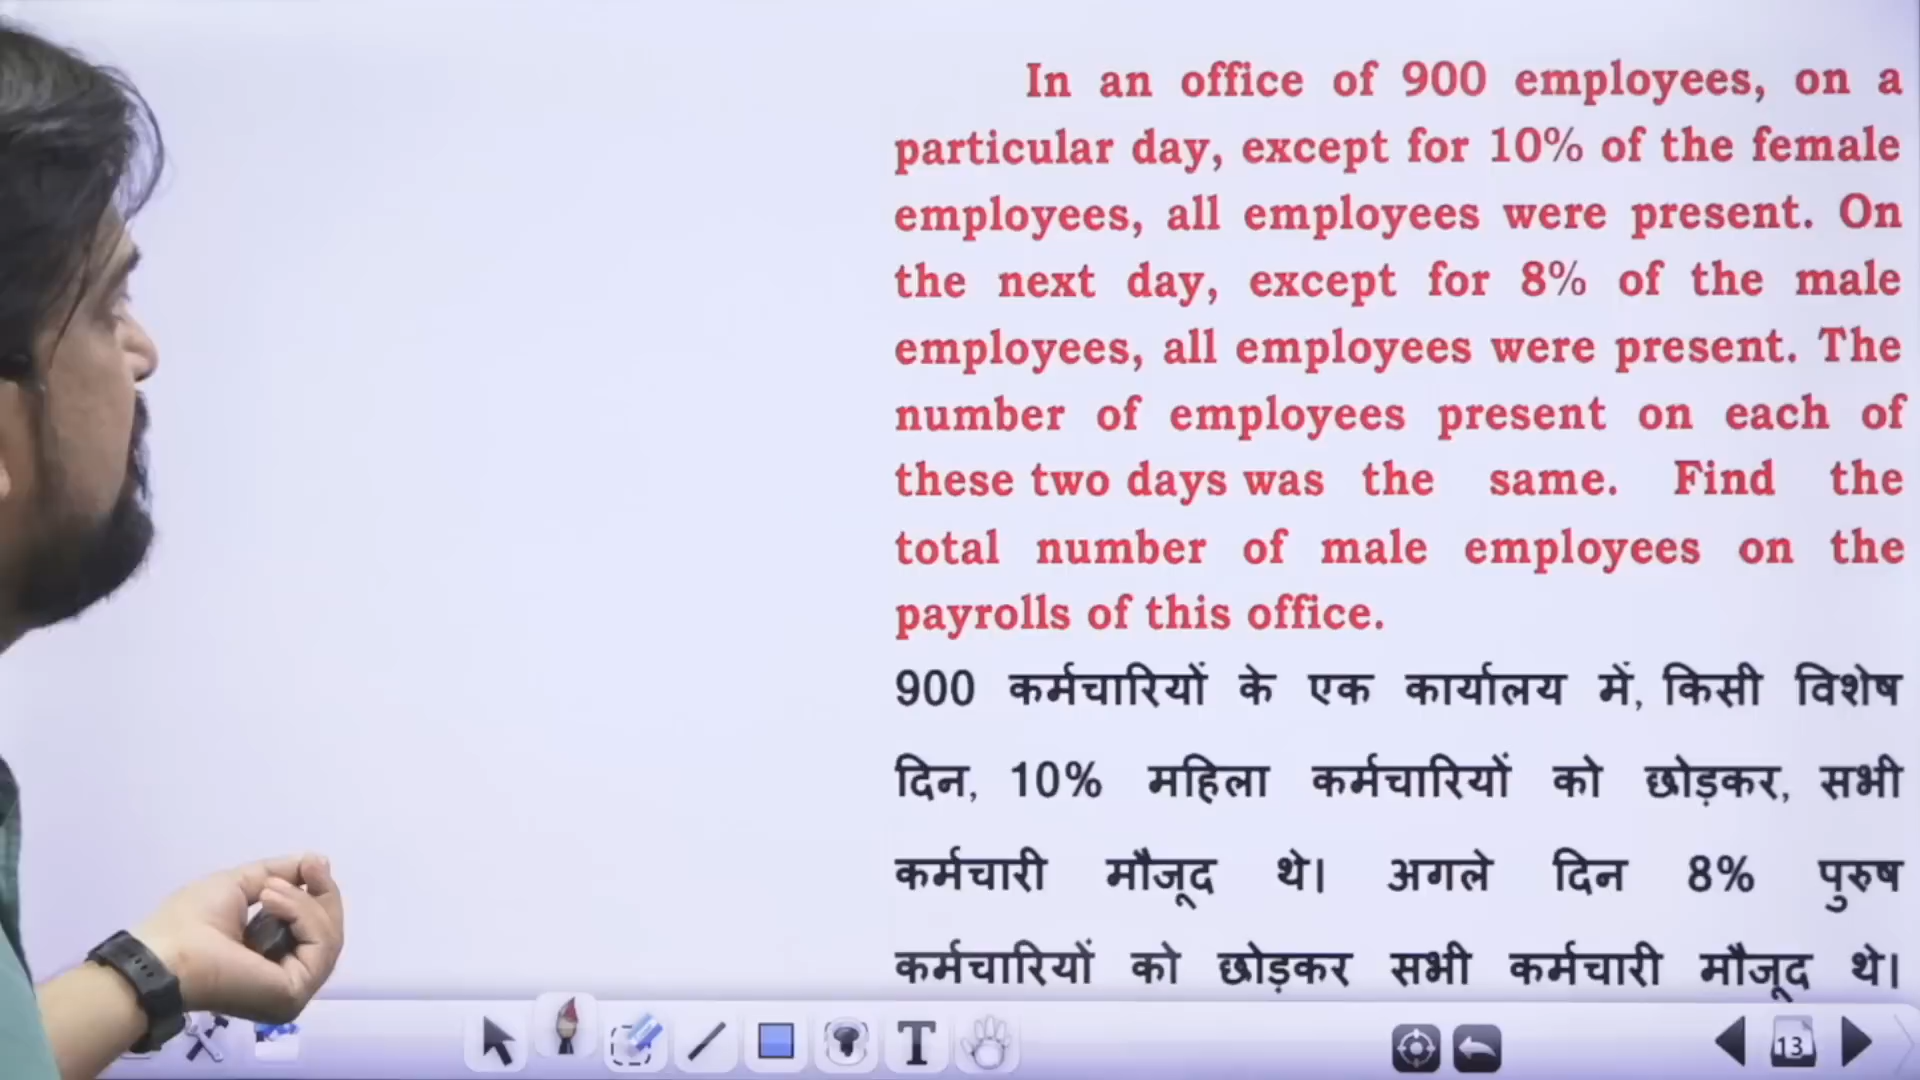 In an office of 900 employees, on a
particular day, except for 10% of the female
employees, all employees were present. On
the next day, except for 8% of the male
employees, all employees were present. The
number of employees present on each of
these two days was the same. Find the
total number of male employees on the
payrolls of this office.
900 कर्मचारियों के एक कार्यालय में, किसी विशेष
दिन, 10% महिला कर्मचारियों को छोड़कर, सभी
कर्मचारी मौजूद थे। अगले दिन 8% पुरुष
कर्मचारियों को छोड़कर सभी कर्मचारी मौजूद थे।
T
13